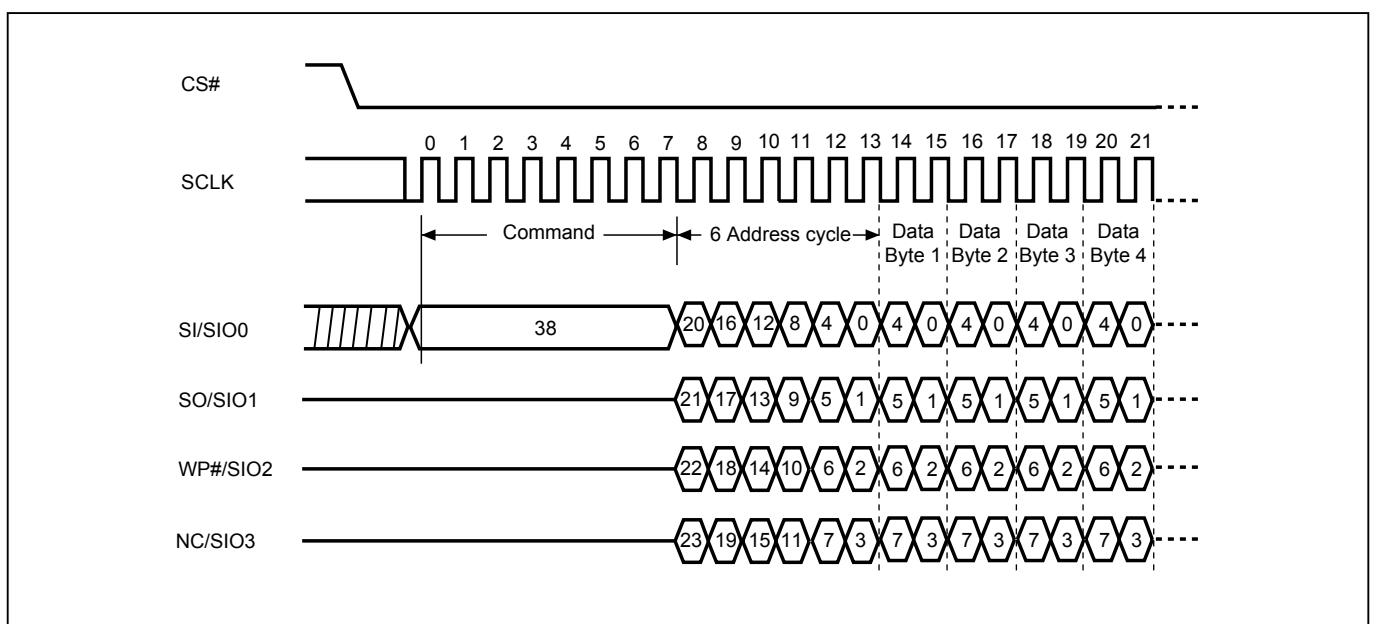 CS#
0 1 2 3 4 5 6 7 8 9 10 11 12 13 14 15 16 17 18 19 20 21
SCLK
Command 6 Address cycle Data Data Data Data
Byte 1 Byte 2 Byte 3 Byte 4
SI/SIO0 38 20 16 12 8 4 0 4 0 4 0 4 0 4 0
SO/SIO1 21 17 13 9 5 1 5 1 5 1 5 1 5 1
WP#/SIO2 22 18 14 10 6 2 6 2 6 2 6 2 6 2
NC/SIO3 23 19 15 11 7 3 7 3 7 3 7 3 7 3